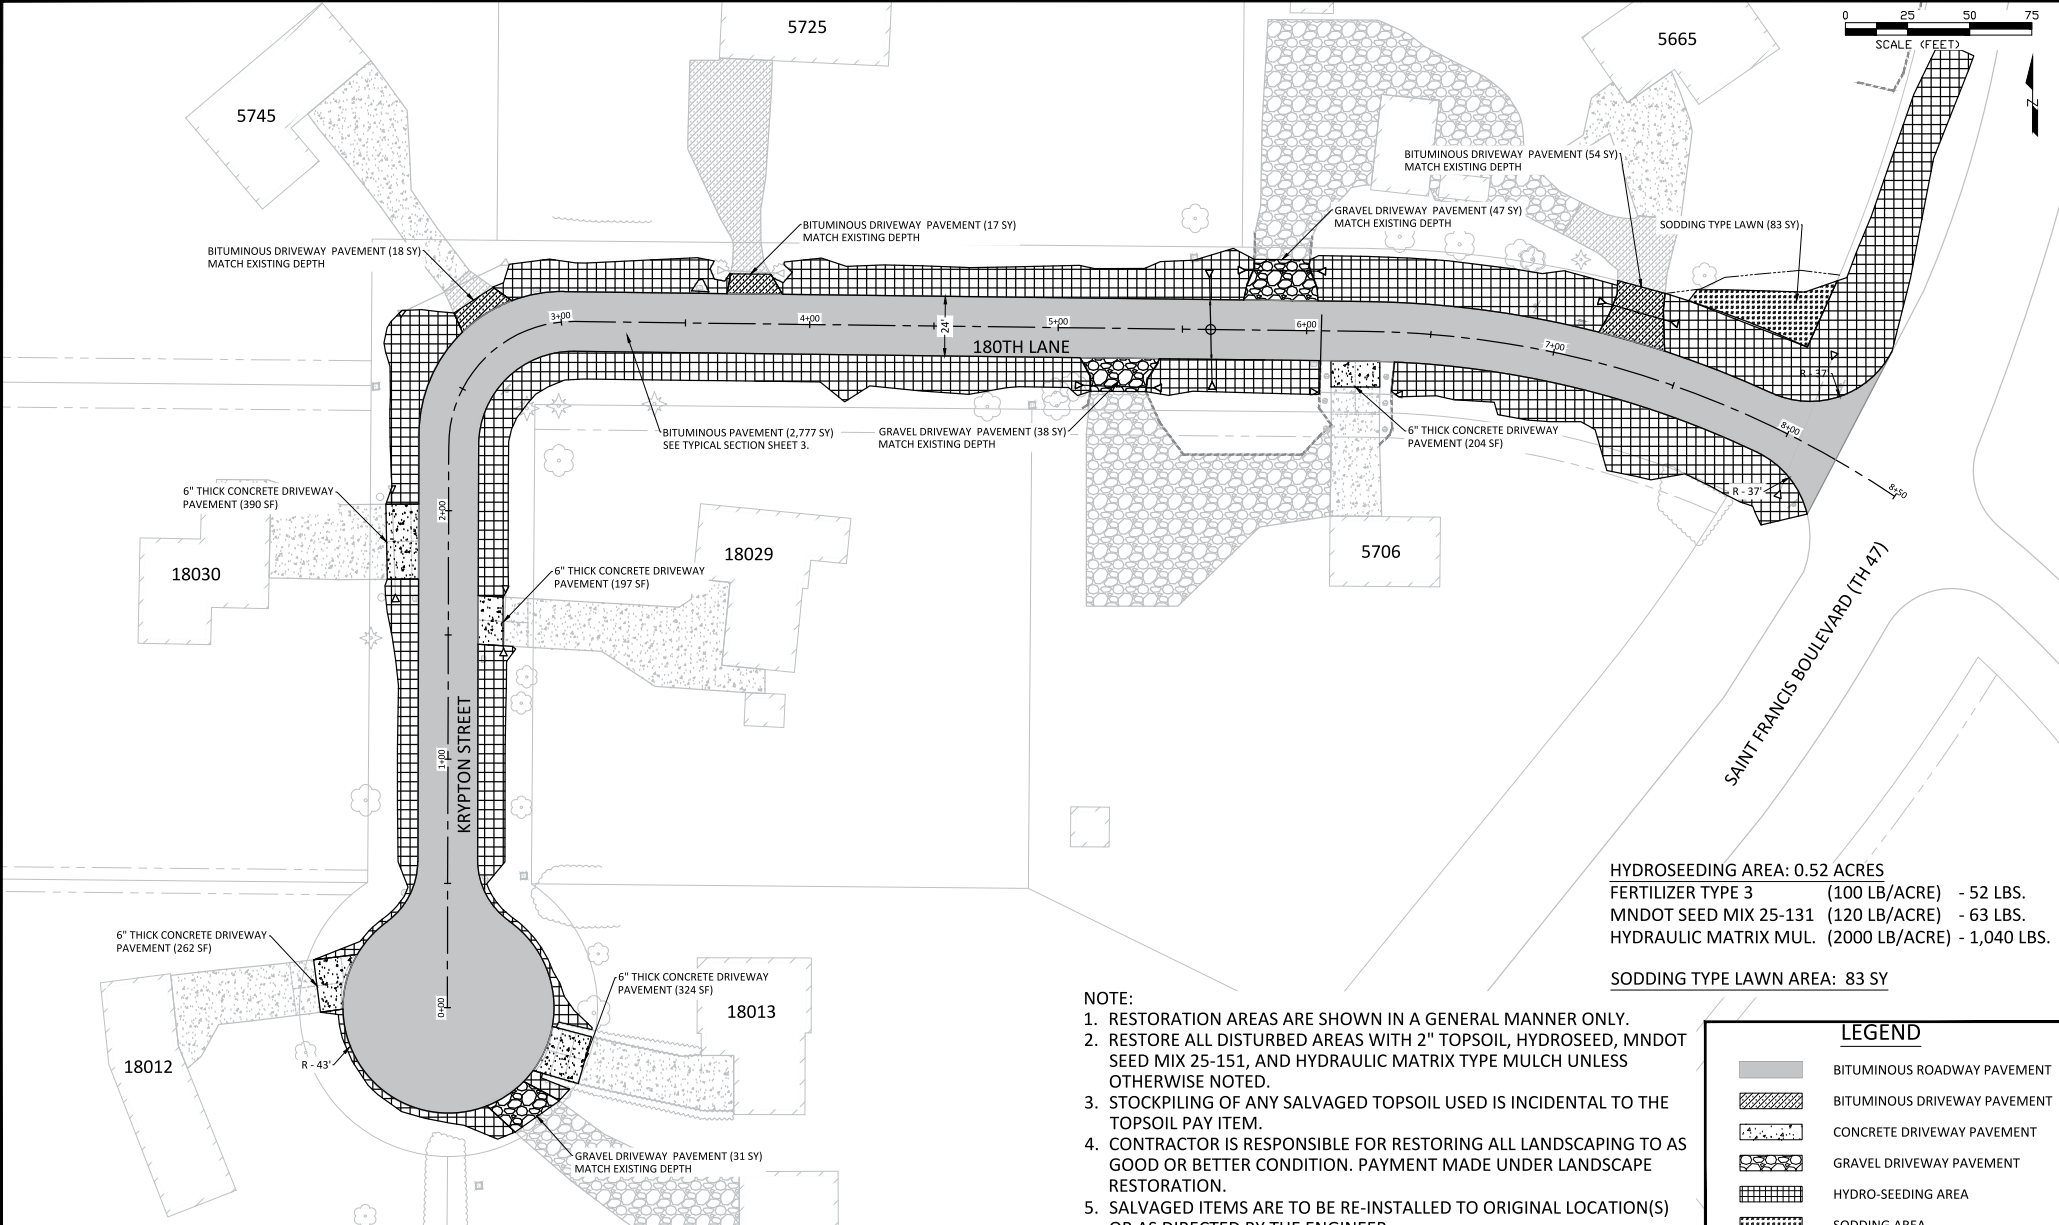 5725
5665
0 25 50 75
SCALE (FEET)
Z
5745
BITUMINOUS DRIVEWAY PAVEMENT (54 SY)
MATCH EXISTING DEPTH
GRAVEL DRIVEWAY PAVEMENT (47 SY)
MATCH EXISTING DEPTH
SODDING TYPE LAWN (83 SY)
BITUMINOUS DRIVEWAY PAVEMENT (17 SY)
MATCH EXISTING DEPTH
BITUMINOUS DRIVEWAY PAVEMENT (18 SY)
MATCH EXISTING DEPTH
3+00
4+00
24'
5+00
6+00
7+00
180TH LANE
R - 37'
8+00
8+50
BITUMINOUS PAVEMENT (2,777 SY)
SEE TYPICAL SECTION SHEET 3.
GRAVEL DRIVEWAY PAVEMENT (38 SY)
MATCH EXISTING DEPTH
6" THICK CONCRETE DRIVEWAY
PAVEMENT (204 SF)
R - 37'
6" THICK CONCRETE DRIVEWAY
PAVEMENT (390 SF)
2+00
18030
18029
5706
6" THICK CONCRETE DRIVEWAY
PAVEMENT (197 SF)
SAINT FRANCIS BOULEVARD (TH 47)
1+00
KRYPTON STREET
HYDROSEEDING AREA: 0.52 ACRES
FERTILIZER TYPE 3 (100 LB/ACRE) - 52 LBS.
MNDOT SEED MIX 25-131 (120 LB/ACRE) - 63 LBS.
HYDRAULIC MATRIX MUL. (2000 LB/ACRE) - 1,040 LBS.
SODDING TYPE LAWN AREA: 83 SY
6" THICK CONCRETE DRIVEWAY
PAVEMENT (262 SF)
6" THICK CONCRETE DRIVEWAY
PAVEMENT (324 SF)
0+00
18013
18012
R - 43'
GRAVEL DRIVEWAY PAVEMENT (31 SY)
MATCH EXISTING DEPTH
NOTE:
1. RESTORATION AREAS ARE SHOWN IN A GENERAL MANNER ONLY.
2. RESTORE ALL DISTURBED AREAS WITH 2" TOPSOIL, HYDROSEED, MNDOT
SEED MIX 25-151, AND HYDRAULIC MATRIX TYPE MULCH UNLESS
OTHERWISE NOTED.
3. STOCKPILING OF ANY SALVAGED TOPSOIL USED IS INCIDENTAL TO THE
TOPSOIL PAY ITEM.
4. CONTRACTOR IS RESPONSIBLE FOR RESTORING ALL LANDSCAPING TO AS
GOOD OR BETTER CONDITION. PAYMENT MADE UNDER LANDSCAPE
RESTORATION.
5. SALVAGED ITEMS ARE TO BE RE-INSTALLED TO ORIGINAL LOCATION(S)
OR AS DIRECTED BY THE ENGINEER
LEGEND
BITUMINOUS ROADWAY PAVEMENT
BITUMINOUS DRIVEWAY PAVEMENT
CONCRETE DRIVEWAY PAVEMENT
GRAVEL DRIVEWAY PAVEMENT
HYDRO-SEEDING AREA
SODDING AREA